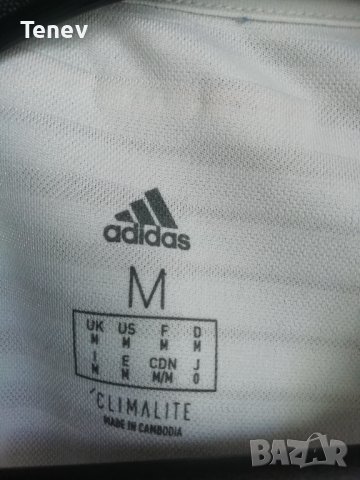 Tenev
adidas
M
UK US F D
M M M M
I E CDN J
M M M/M O
CLIMALITE
MADE IN CAMBODIA
BAZAR